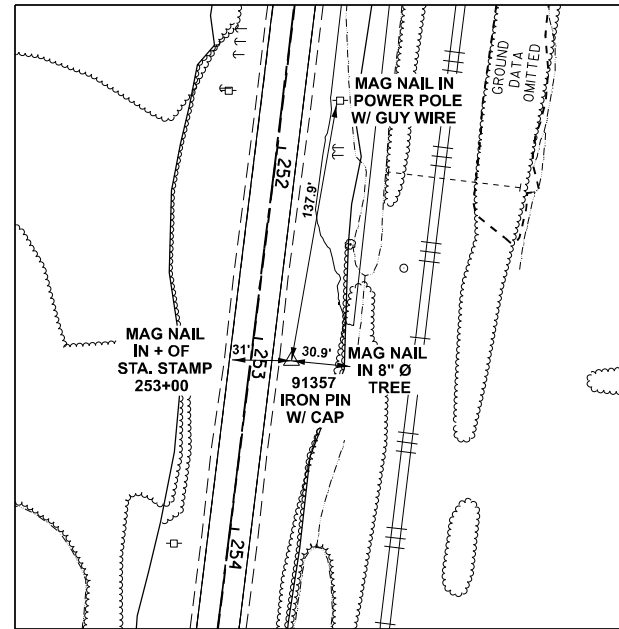 GROUND
DATA
OMITTED
MAG NAIL IN
POWER POLE
W/ GUY WIRE
252
137.9'
MAG NAIL
IN + OF
STA. STAMP
253+00
31'
253
30.9'
MAG NAIL
IN 8" Ø
TREE
91357
IRON PIN
W/ CAP
254